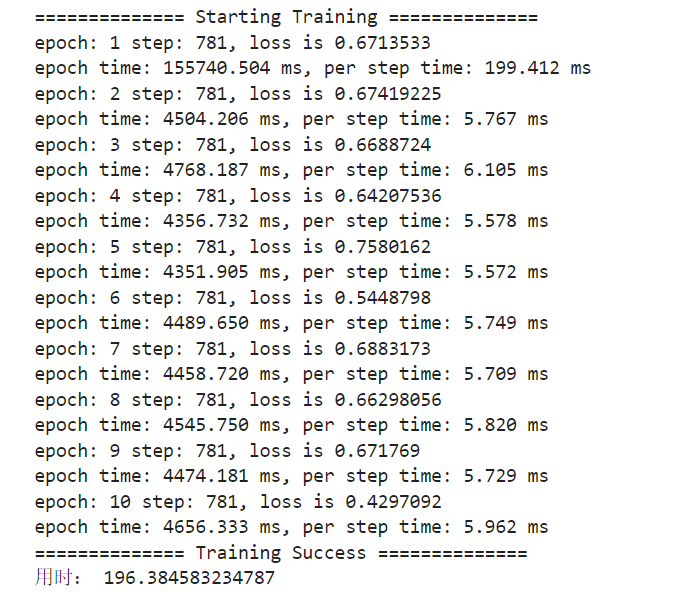 ============== Starting Training ==============
epoch: 1 step: 781, loss is 0.6713533
epoch time: 155740.504 ms, per step time: 199.412 ms
epoch: 2 step: 781, loss is 0.67419225
epoch time: 4504.206 ms, per step time: 5.767 ms
epoch: 3 step: 781, loss is 0.6688724
epoch time: 4768.187 ms, per step time: 6.105 ms
epoch: 4 step: 781, loss is 0.64207536
epoch time: 4356.732 ms, per step time: 5.578 ms
epoch: 5 step: 781, loss is 0.7580162
epoch time: 4351.905 ms, per step time: 5.572 ms
epoch: 6 step: 781, loss is 0.5448798
epoch time: 4489.650 ms, per step time: 5.749 ms
epoch: 7 step: 781, loss is 0.6883173
epoch time: 4458.720 ms, per step time: 5.709 ms
epoch: 8 step: 781, loss is 0.66298056
epoch time: 4545.750 ms, per step time: 5.820 ms
epoch: 9 step: 781, loss is 0.671769
epoch time: 4474.181 ms, per step time: 5.729 ms
epoch: 10 step: 781, loss is 0.4297092
epoch time: 4656.333 ms, per step time: 5.962 ms
============== Training Success ==============
用时： 196.384583234787